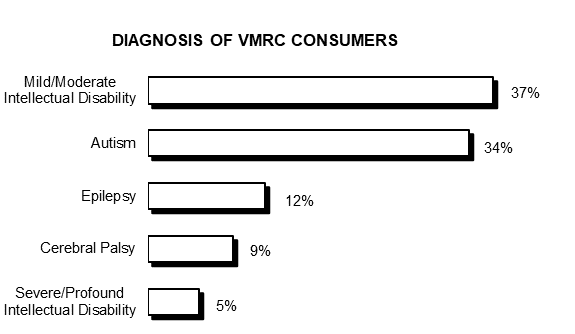 DIAGNOSIS OF VMRC CONSUMERS
Mild/Moderate
Intellectual Disability
37%
Autism
34%
Epilepsy
12%
Cerebral Palsy
9%
Severe/Profound
Intellectual Disability
5%